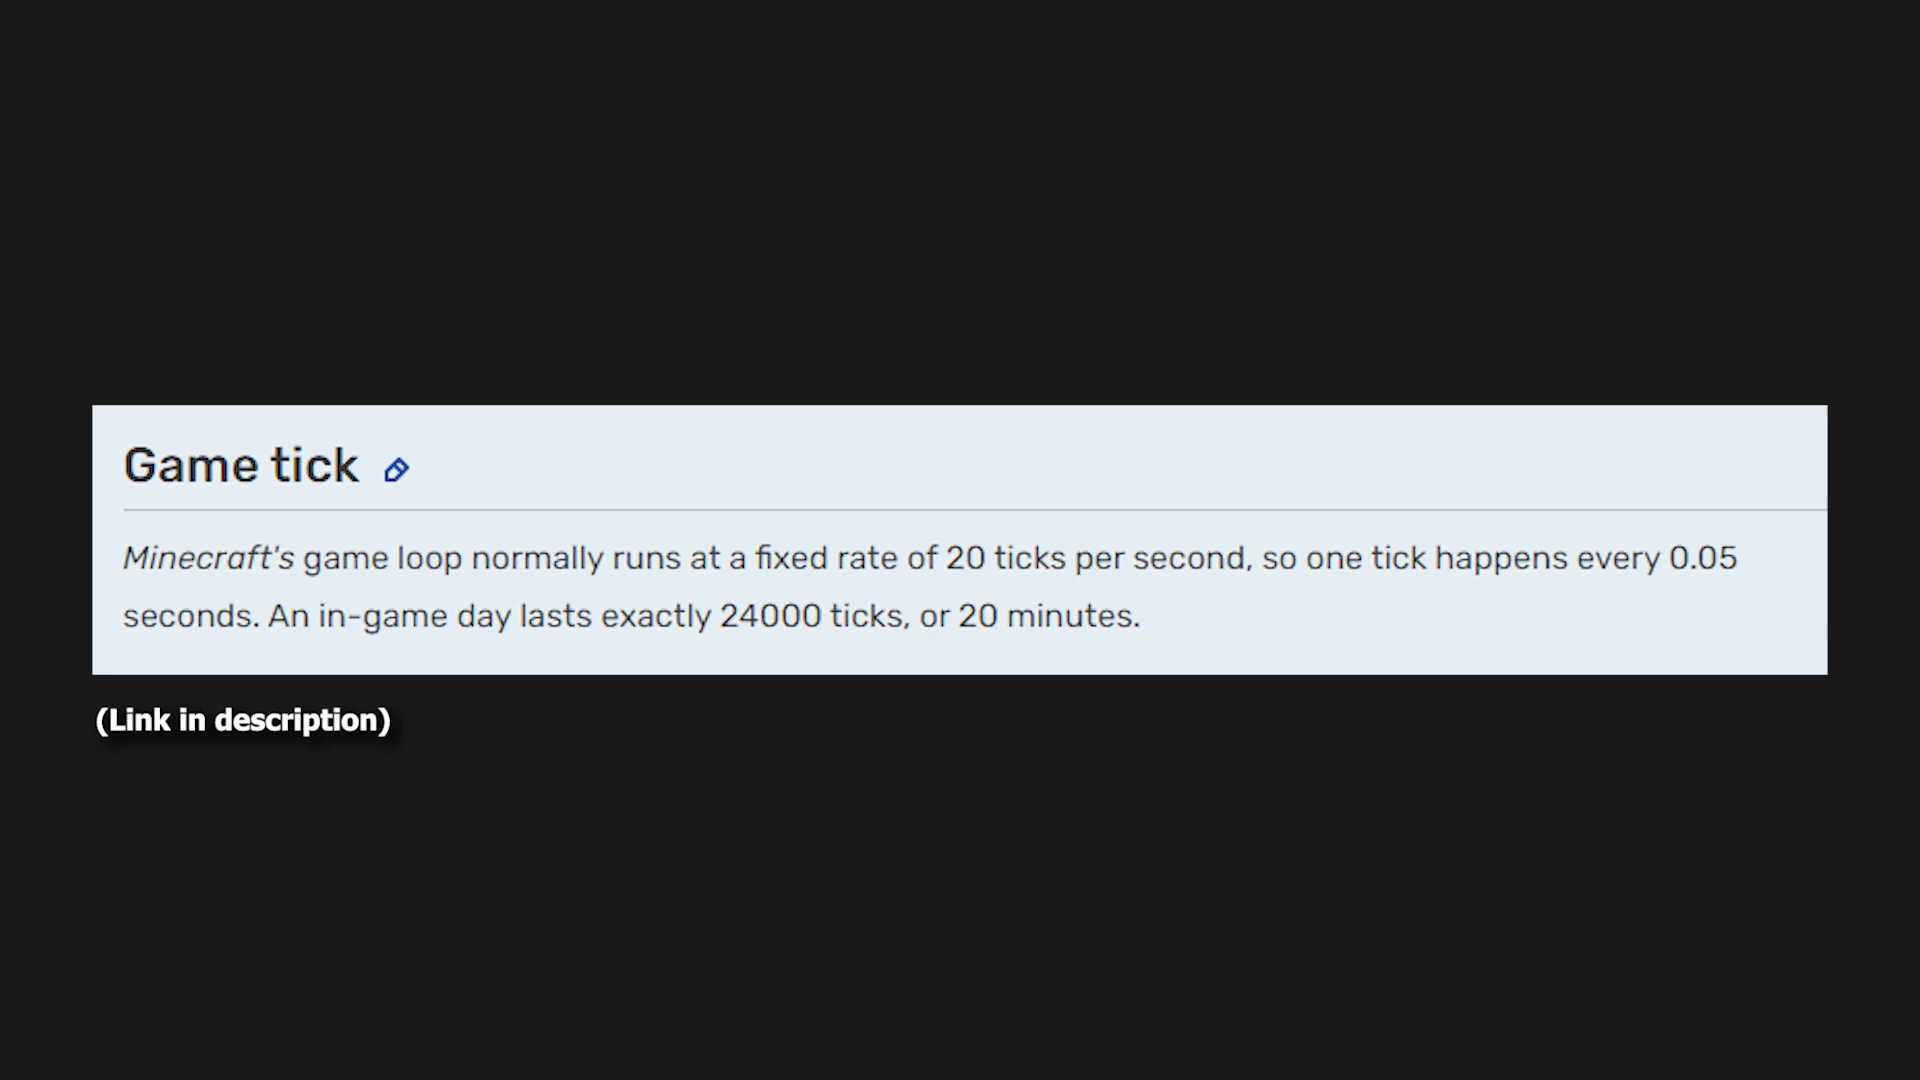 Game tick
Minecraft's game loop normally runs at a fixed rate of 20 ticks per second, so one tick happens every 0.05
seconds. An in-game day lasts exactly 24000 ticks, or 20 minutes.
(Link in description)